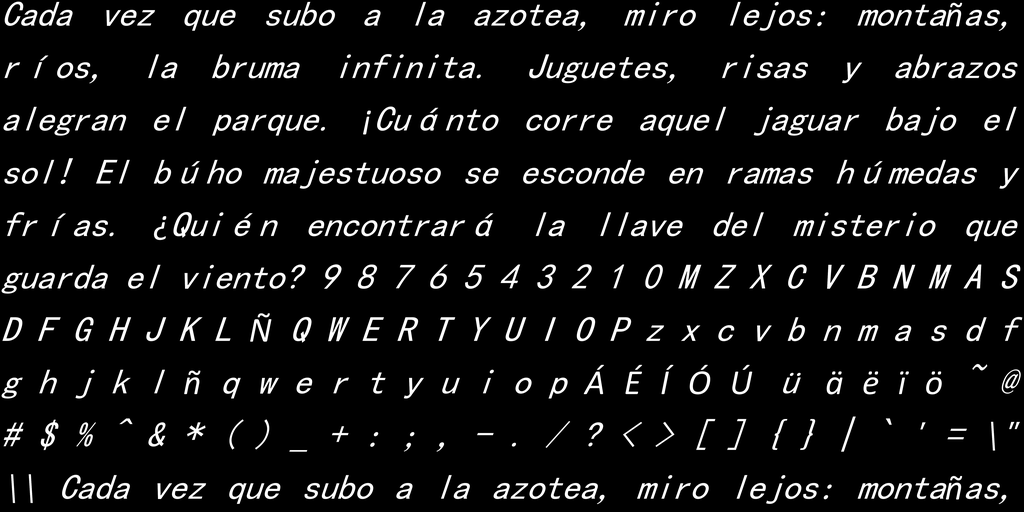 Cada vez que subo a la azotea, miro lejos: montañas,
ríos, la bruma infinita. Juguetes, risas y abrazos
alegran el parque. ¡Cuánto corre aquel jaguar bajo el
sol! El búho majestuoso se esconde en ramas húmedas y
frías. ¿Quién encontrará la llave del misterio que
guarda el viento? 9 8 7 6 5 4 3 2 1 0 M Z X C V B N M A S
D F G H J K L Ñ Q W E R T Y U I O P z x c v b n m a s d f
g h j k l ñ q w e r t y u i o p Á É Í Ó Ú ü ä ë ï ö ~ @
# $ % ^ & * ( ) _ + : ; , - . / ? < > [ ] { } | ` ' = \"
\\ Cada vez que subo a la azotea, miro lejos: montañas,